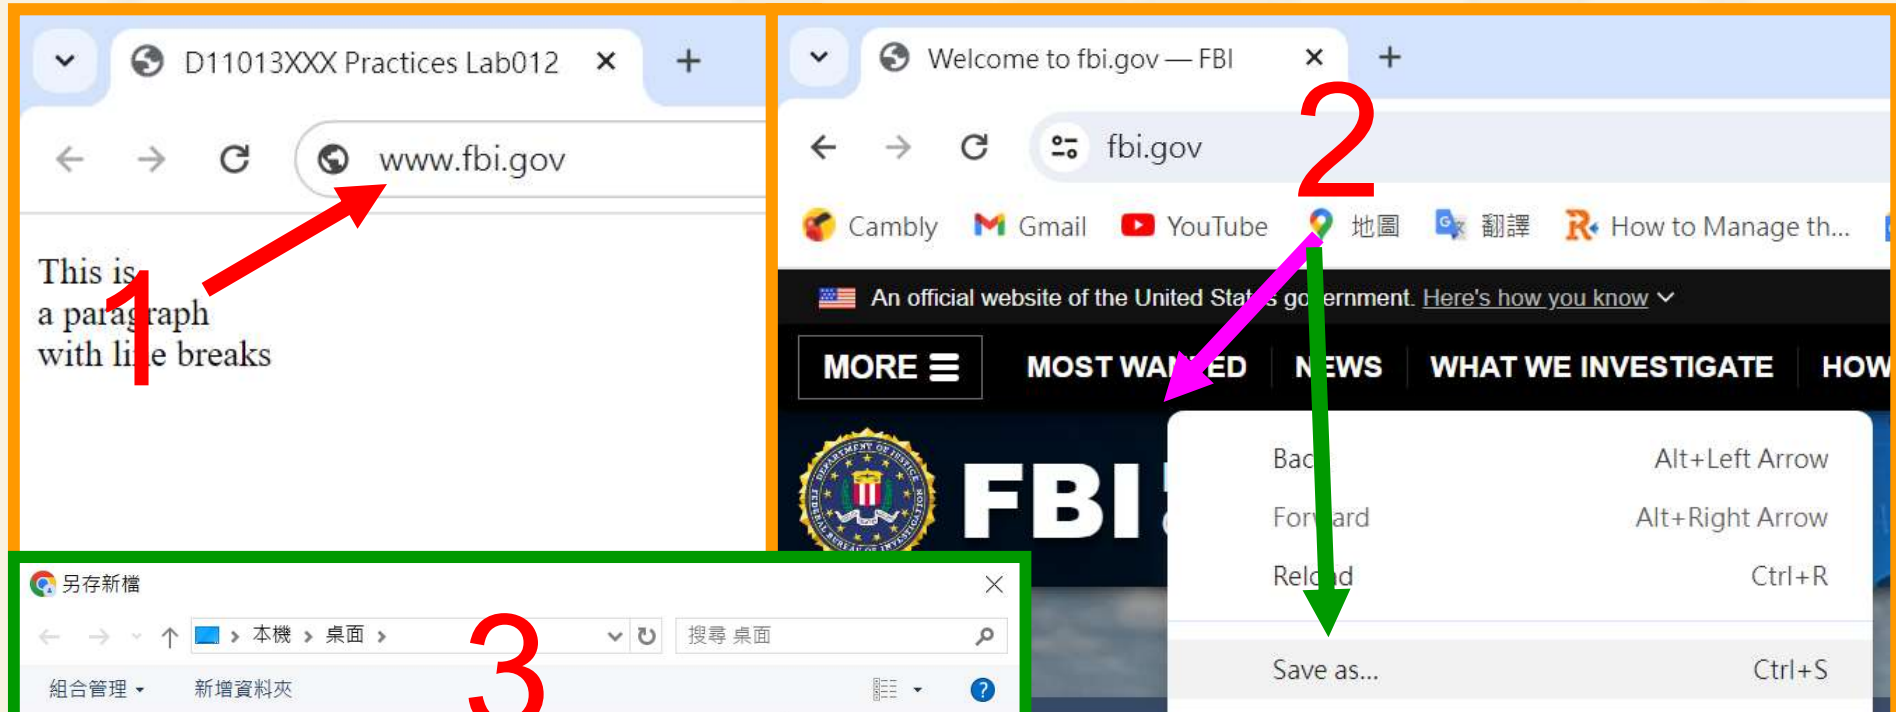 D11013XXX Practices Lab012
www.fbi.gov
This is
a paragraph
with line breaks
1
Welcome to fbi.gov — FBI
2
fbi.gov
Cambly Gmail YouTube 地圖 翻譯 How to Manage th...
An official website of the United States government. Here's how you know
MORE MOST WANTED NEWS WHAT WE INVESTIGATE HOW
FBI
Back Alt+Left Arrow
Forward Alt+Right Arrow
Reload Ctrl+R
Save as... Ctrl+S
另存新檔
本機 桌面 搜尋 桌面
3
組合管理 新增資料夾